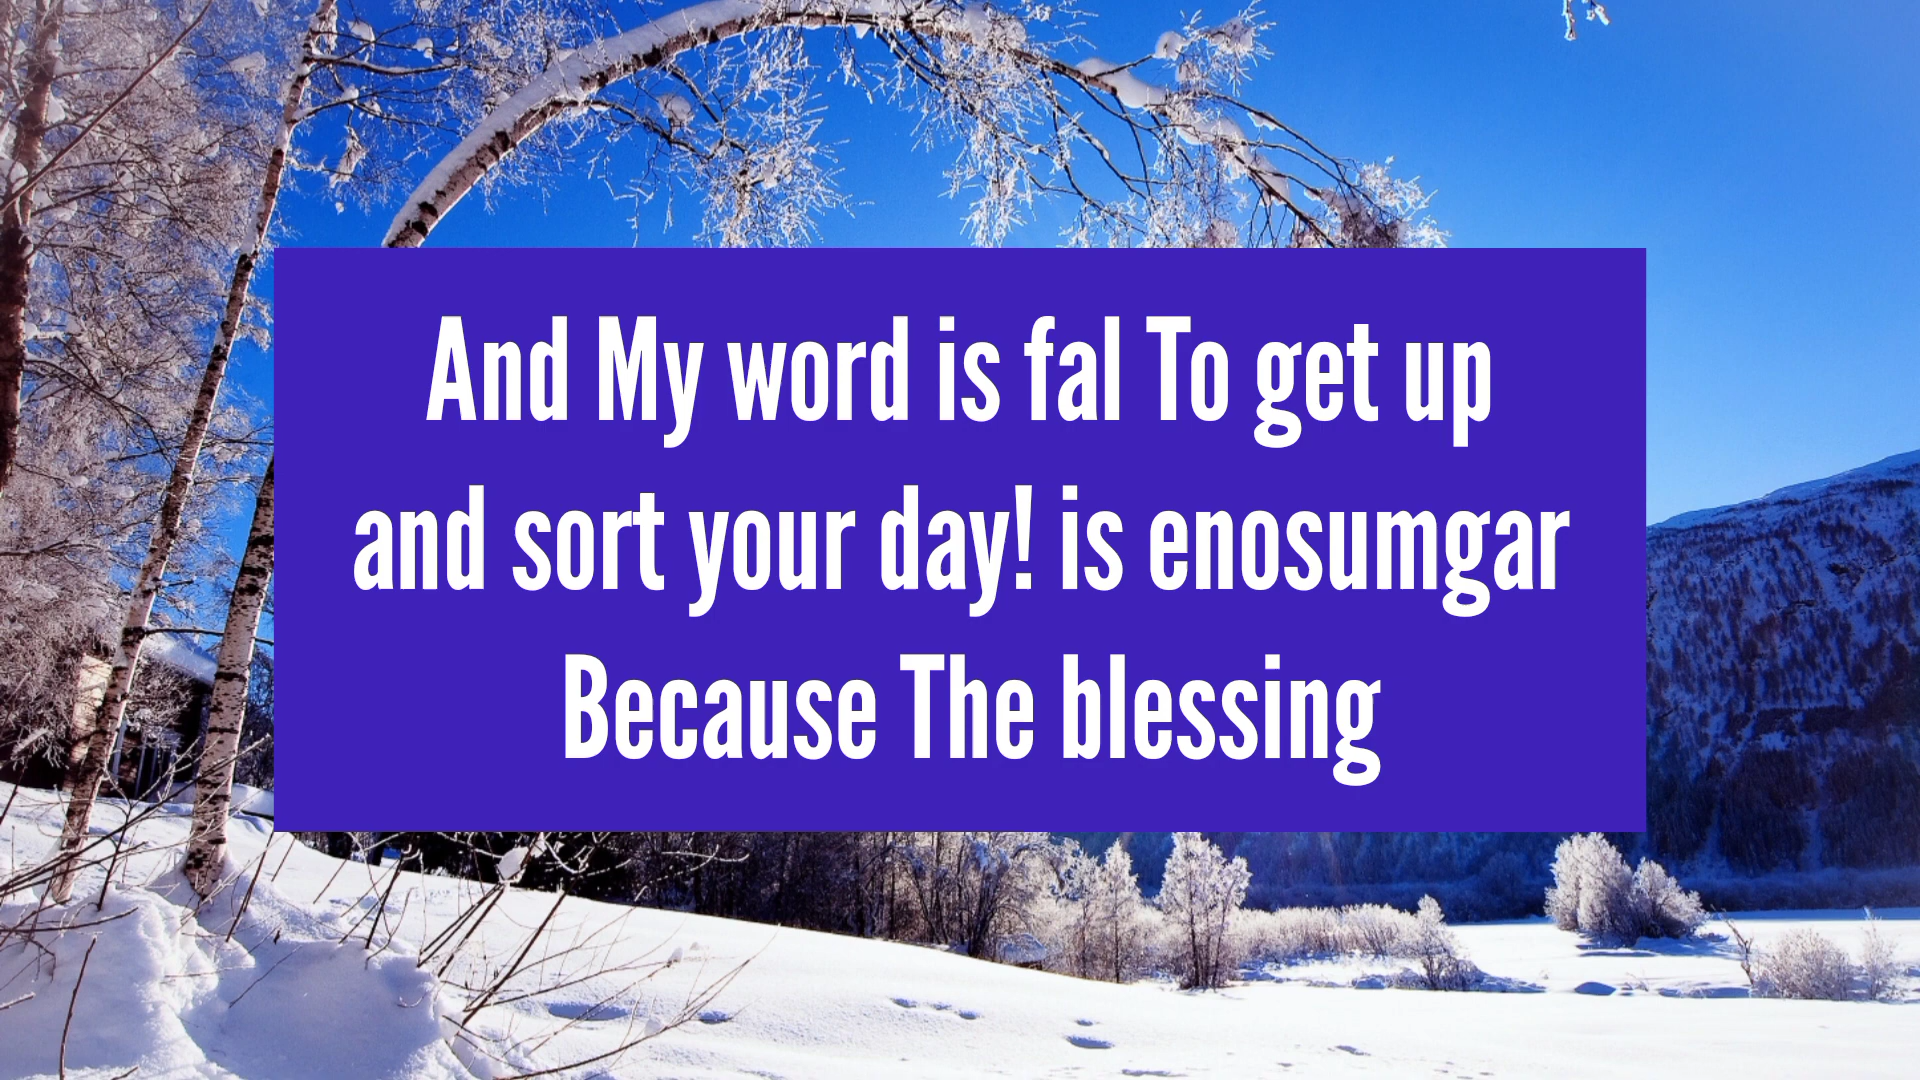 And My word is fal To get up
and sort your day! is enosumgar
Because The blessing